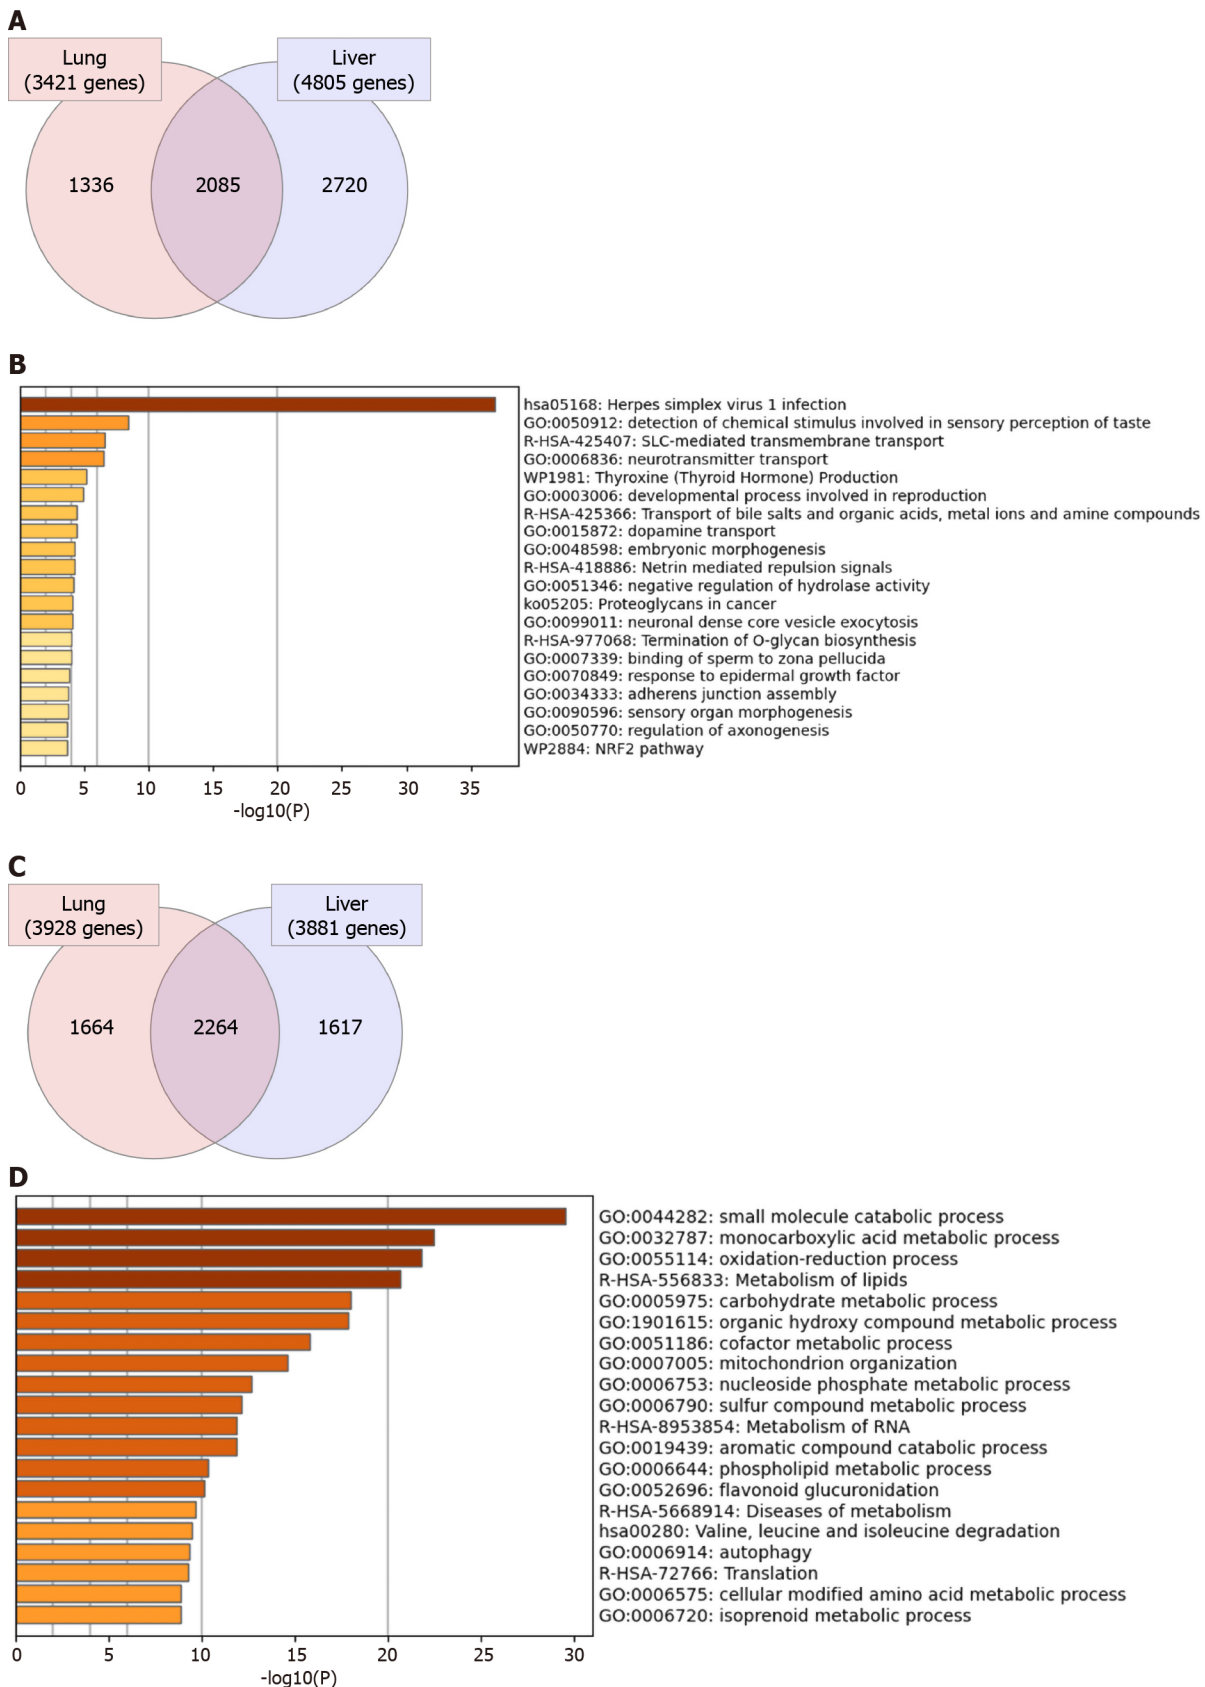 A
Lung
(3421 genes)
Liver
(4805 genes)
1336
2085
2720
B
hsa05168: Herpes simplex virus 1 infection
GO:0050912: detection of chemical stimulus involved in sensory perception of taste
R-HSA-425407: SLC-mediated transmembrane transport
GO:0006836: neurotransmitter transport
WP1981: Thyroxine (Thyroid Hormone) Production
GO:0003006: developmental process involved in reproduction
R-HSA-425366: Transport of bile salts and organic acids, metal ions and amine compounds
GO:0015872: dopamine transport
GO:0048598: embryonic morphogenesis
R-HSA-418886: Netrin mediated repulsion signals
GO:0051346: negative regulation of hydrolase activity
ko05205: Proteoglycans in cancer
GO:0099011: neuronal dense core vesicle exocytosis
R-HSA-977068: Termination of O-glycan biosynthesis
GO:0007339: binding of sperm to zona pellucida
GO:0070849: response to epidermal growth factor
GO:0034333: adherens junction assembly
GO:0090596: sensory organ morphogenesis
GO:0050770: regulation of axonogenesis
WP2884: NRF2 pathway
0 5 10 15 20 25 30 35
-log10(P)
C
Lung
(3928 genes)
Liver
(3881 genes)
1664
2264
1617
D
GO:0044282: small molecule catabolic process
GO:0032787: monocarboxylic acid metabolic process
GO:0055114: oxidation-reduction process
R-HSA-556833: Metabolism of lipids
GO:0005975: carbohydrate metabolic process
GO:1901615: organic hydroxy compound metabolic process
GO:0051186: cofactor metabolic process
GO:0007005: mitochondrion organization
GO:0006753: nucleoside phosphate metabolic process
GO:0006790: sulfur compound metabolic process
R-HSA-8953854: Metabolism of RNA
GO:0019439: aromatic compound catabolic process
GO:0006644: phospholipid metabolic process
GO:0052696: flavonoid glucuronidation
R-HSA-5668914: Diseases of metabolism
hsa00280: Valine, leucine and isoleucine degradation
GO:0006914: autophagy
R-HSA-72766: Translation
GO:0006575: cellular modified amino acid metabolic process
GO:0006720: isoprenoid metabolic process
0 5 10 15 20 25 30
-log10(P)